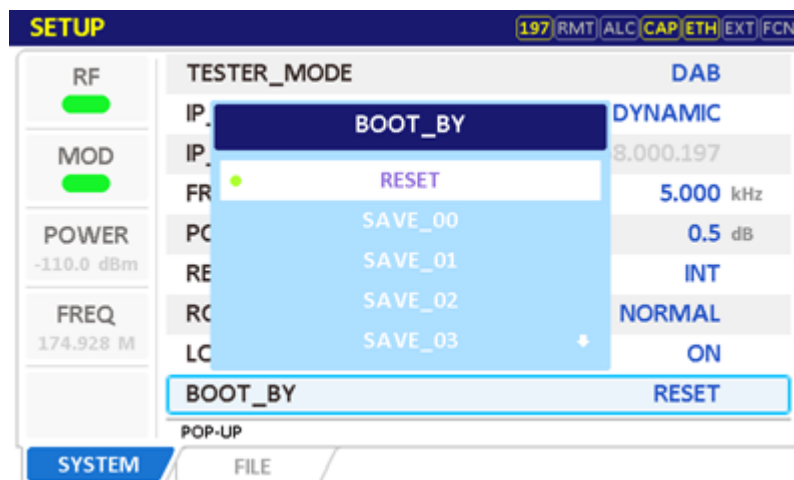 SETUP 197 RMT ALC CAP ETH EXT FCN
RF
MOD
POWER
-110.0 dBm
FREQ
174.928 M
TESTER_MODE DAB
IP_ DYNAMIC
IP_ 8.000.197
FR 5.000 kHz
PO 0.5 dB
RE INT
RO NORMAL
LO ON
BOOT_BY RESET
BOOT_BY
RESET
SAVE_00
SAVE_01
SAVE_02
SAVE_03
POP-UP
SYSTEM FILE